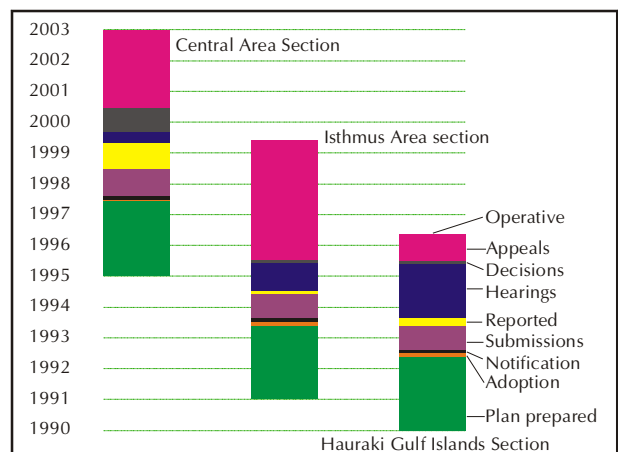 2003
Central Area Section
2002
2001
2000
Isthmus Area section
1999
1998
1997
Operative
1996
Appeals
Decisions
1995
Hearings
1994
Reported
1993
Submissions
Notification
1992
Adoption
1991
Plan prepared
1990
Hauraki Gulf Islands Section